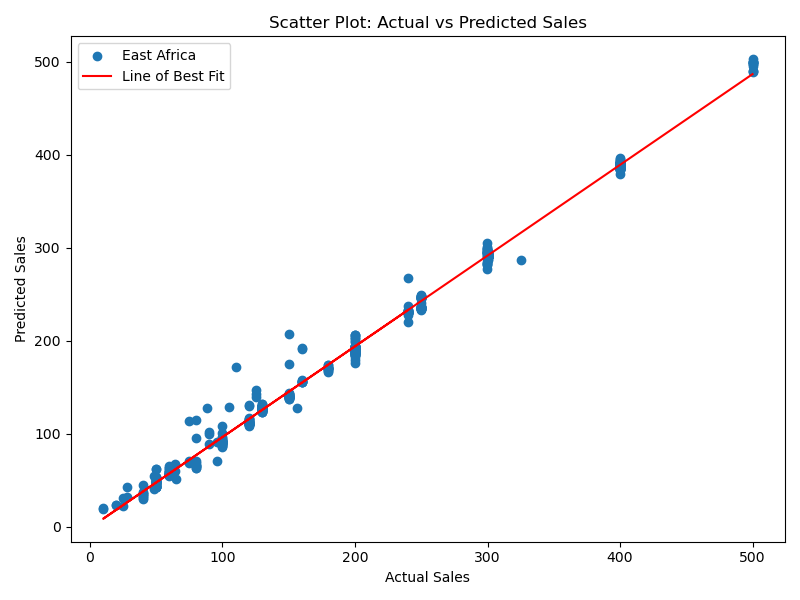 Scatter Plot: Actual vs Predicted Sales
East Africa
Line of Best Fit
Predicted Sales
500
400
300
200
100
0
0 100 200 300 400 500
Actual Sales